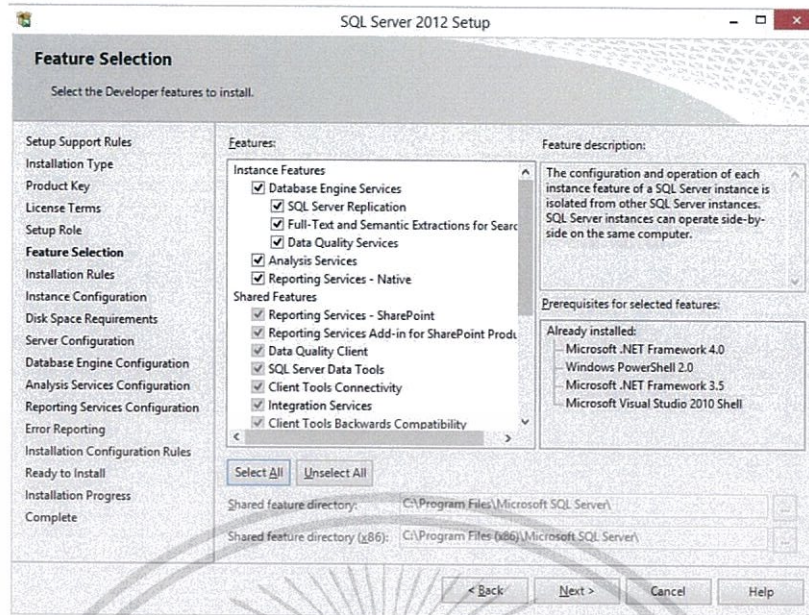 SQL Server 2012 Setup
Feature Selection
Select the Developer features to install.
Setup Support Rules
Installation Type
Product Key
License Terms
Setup Role
Feature Selection
Installation Rules
Instance Configuration
Disk Space Requirements
Server Configuration
Database Engine Configuration
Analysis Services Configuration
Reporting Services Configuration
Error Reporting
Installation Configuration Rules
Ready to Install
Installation Progress
Complete
Features:
Instance Features
Database Engine Services
SQL Server Replication
Full-Text and Semantic Extractions for Searc
Data Quality Services
Analysis Services
Reporting Services - Native
Shared Features
Reporting Services - SharePoint
Reporting Services Add-in for SharePoint Produ
Data Quality Client
SQL Server Data Tools
Client Tools Connectivity
Integration Services
Client Tools Backwards Compatibility
Feature description:
The configuration and operation of each
instance feature of a SQL Server instance is
isolated from other SQL Server instances.
SQL Server instances can operate side-by-
side on the same computer.
Prerequisites for selected features:
Already installed:
Microsoft .NET Framework 4.0
Windows PowerShell 2.0
Microsoft .NET Framework 3.5
Microsoft Visual Studio 2010 Shell
Select All
Unselect All
Shared feature directory: C:\Program Files\Microsoft SQL Server\ ...
Shared feature directory (x86): C:\Program Files (x86)\Microsoft SQL Server\ ...
< Back
Next >
Cancel
Help